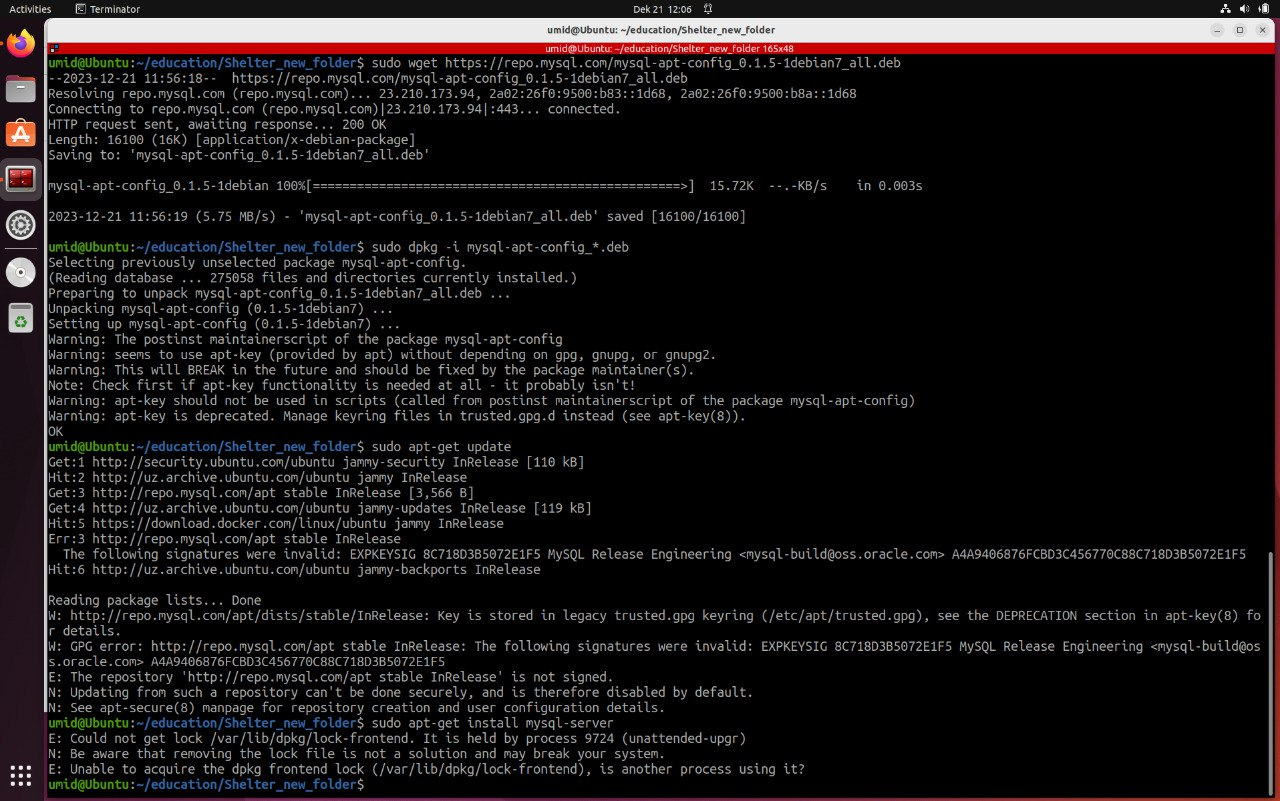 Activities
Terminator
Dek 21 12:06
umid@Ubuntu: ~/education/Shelter_new_folder
umid@Ubuntu: ~/education/Shelter_new_folder 165x48
umid@Ubuntu:~/education/Shelter_new_folder$ sudo wget https://repo.mysql.com/mysql-apt-config_0.1.5-1debian7_all.deb
--2023-12-21 11:56:18--  https://repo.mysql.com/mysql-apt-config_0.1.5-1debian7_all.deb
Resolving repo.mysql.com (repo.mysql.com)... 23.210.173.94, 2a02:26f0:9500:b83::1d68, 2a02:26f0:9500:b8a::1d68
Connecting to repo.mysql.com (repo.mysql.com)|23.210.173.94|:443... connected.
HTTP request sent, awaiting response... 200 OK
Length: 16100 (16K) [application/x-debian-package]
Saving to: 'mysql-apt-config_0.1.5-1debian7_all.deb'
mysql-apt-config_0.1.5-1debian 100%[==================================================>]  15.72K  --.-KB/s    in 0.003s
2023-12-21 11:56:19 (5.75 MB/s) - 'mysql-apt-config_0.1.5-1debian7_all.deb' saved [16100/16100]
umid@Ubuntu:~/education/Shelter_new_folder$ sudo dpkg -i mysql-apt-config_*.deb
Selecting previously unselected package mysql-apt-config.
(Reading database ... 275058 files and directories currently installed.)
Preparing to unpack mysql-apt-config_0.1.5-1debian7_all.deb ...
Unpacking mysql-apt-config (0.1.5-1debian7) ...
Setting up mysql-apt-config (0.1.5-1debian7) ...
Warning: The postinst maintainerscript of the package mysql-apt-config
Warning: seems to use apt-key (provided by apt) without depending on gpg, gnupg, or gnupg2.
Warning: This will BREAK in the future and should be fixed by the package maintainer(s).
Note: Check first if apt-key functionality is needed at all - it probably isn't!
Warning: apt-key should not be used in scripts (called from postinst maintainerscript of the package mysql-apt-config)
Warning: apt-key is deprecated. Manage keyring files in trusted.gpg.d instead (see apt-key(8)).
OK
umid@Ubuntu:~/education/Shelter_new_folder$ sudo apt-get update
Get:1 http://security.ubuntu.com/ubuntu jammy-security InRelease [110 kB]
Hit:2 http://uz.archive.ubuntu.com/ubuntu jammy InRelease
Get:3 http://repo.mysql.com/apt stable InRelease [3,566 B]
Get:4 http://uz.archive.ubuntu.com/ubuntu jammy-updates InRelease [119 kB]
Hit:5 https://download.docker.com/linux/ubuntu jammy InRelease
Err:3 http://repo.mysql.com/apt stable InRelease
  The following signatures were invalid: EXPKEYSIG 8C718D3B5072E1F5 MySQL Release Engineering <mysql-build@oss.oracle.com> A4A9406876FCBD3C456770C88C718D3B5072E1F5
Hit:6 http://uz.archive.ubuntu.com/ubuntu jammy-backports InRelease
Reading package lists... Done
W: http://repo.mysql.com/apt/dists/stable/InRelease: Key is stored in legacy trusted.gpg keyring (/etc/apt/trusted.gpg), see the DEPRECATION section in apt-key(8) fo
r details.
W: GPG error: http://repo.mysql.com/apt stable InRelease: The following signatures were invalid: EXPKEYSIG 8C718D3B5072E1F5 MySQL Release Engineering <mysql-build@os
s.oracle.com> A4A9406876FCBD3C456770C88C718D3B5072E1F5
E: The repository 'http://repo.mysql.com/apt stable InRelease' is not signed.
N: Updating from such a repository can't be done securely, and is therefore disabled by default.
N: See apt-secure(8) manpage for repository creation and user configuration details.
umid@Ubuntu:~/education/Shelter_new_folder$ sudo apt-get install mysql-server
E: Could not get lock /var/lib/dpkg/lock-frontend. It is held by process 9724 (unattended-upgr)
N: Be aware that removing the lock file is not a solution and may break your system.
E: Unable to acquire the dpkg frontend lock (/var/lib/dpkg/lock-frontend), is another process using it?
umid@Ubuntu:~/education/Shelter_new_folder$